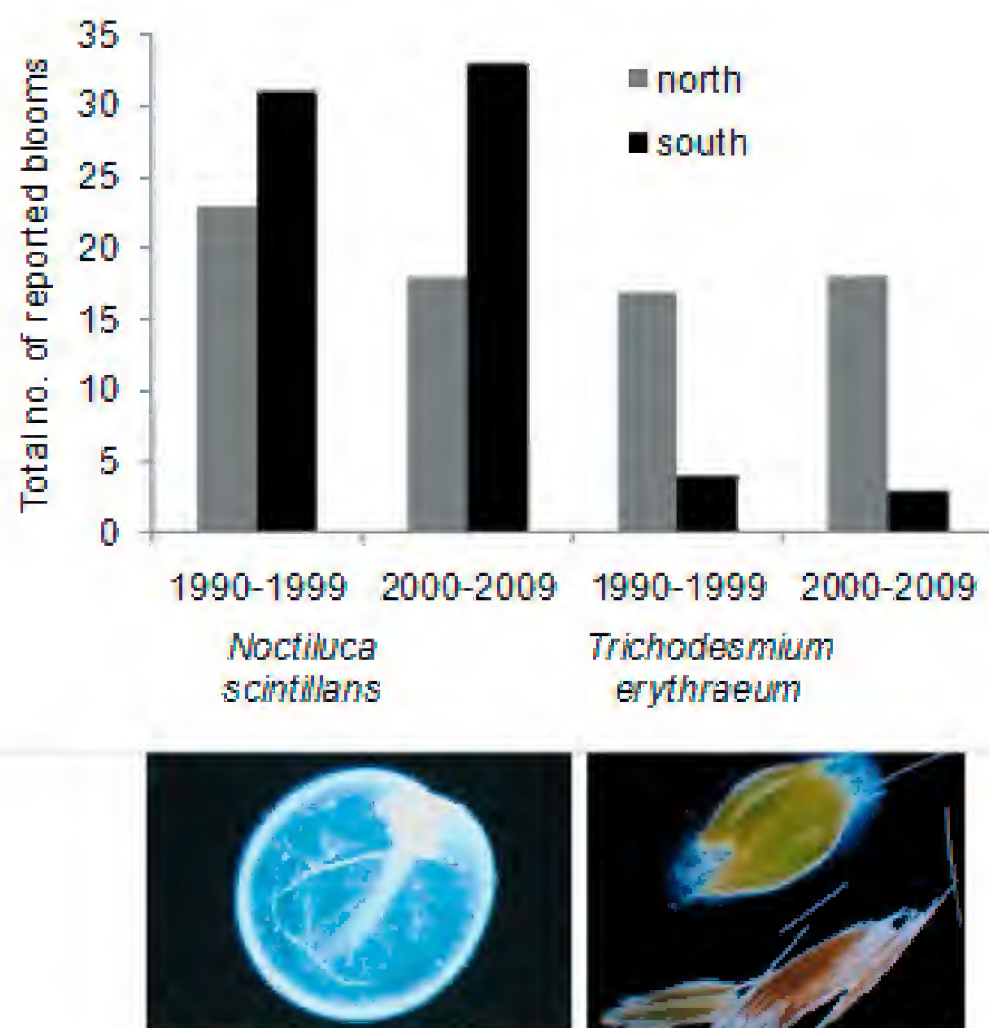 Total no. of reported blooms
35
30
25
20
15
10
5
0
north
south
1990-1999 2000-2009 1990-1999 2000-2009
Noctiluca Trichodesmium
scintillans erythraeum